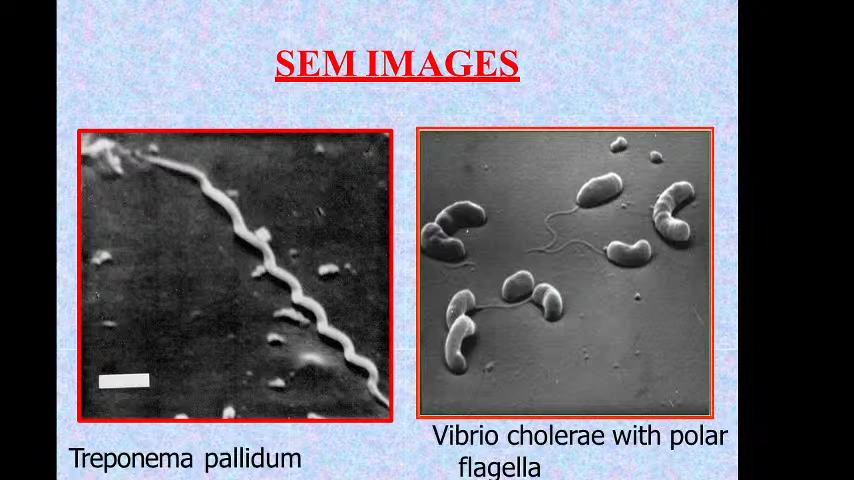 SEM IMAGES
Treponema pallidum
Vibrio cholerae with polar
flagella